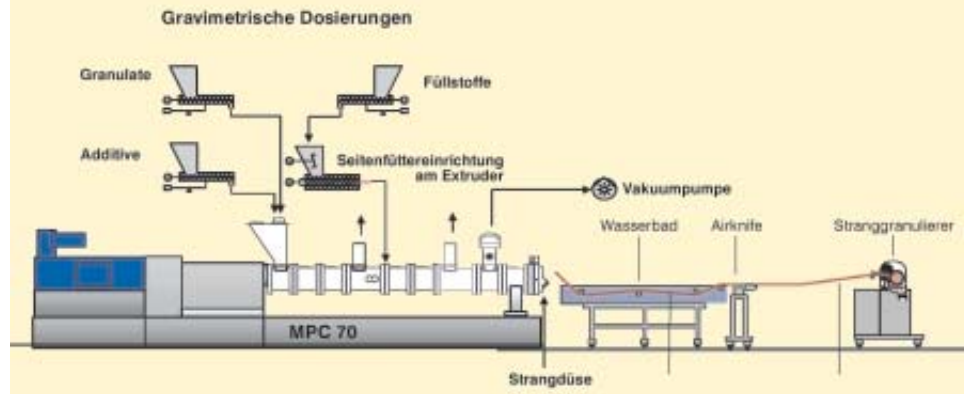 Gravimetrische Dosierungen
Granulate
Füllstoffe
Additive
Seitenfüttereinrichtung
am Extruder
Vakuumpumpe
Wasserbad
Airknife
Stranggranulierer
MPC 70
Strangdüse